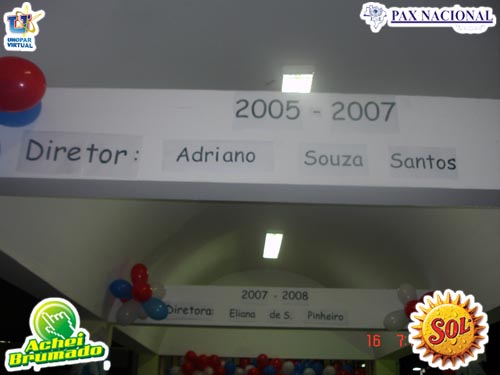 UNOPAR
VIRTUAL
PAX NACIONAL
2005 - 2007
Diretor: Adriano Souza Santos
2007 - 2008
Diretora: Eliana de S. Pinheiro
16 7
Achei
Brumado
SOL